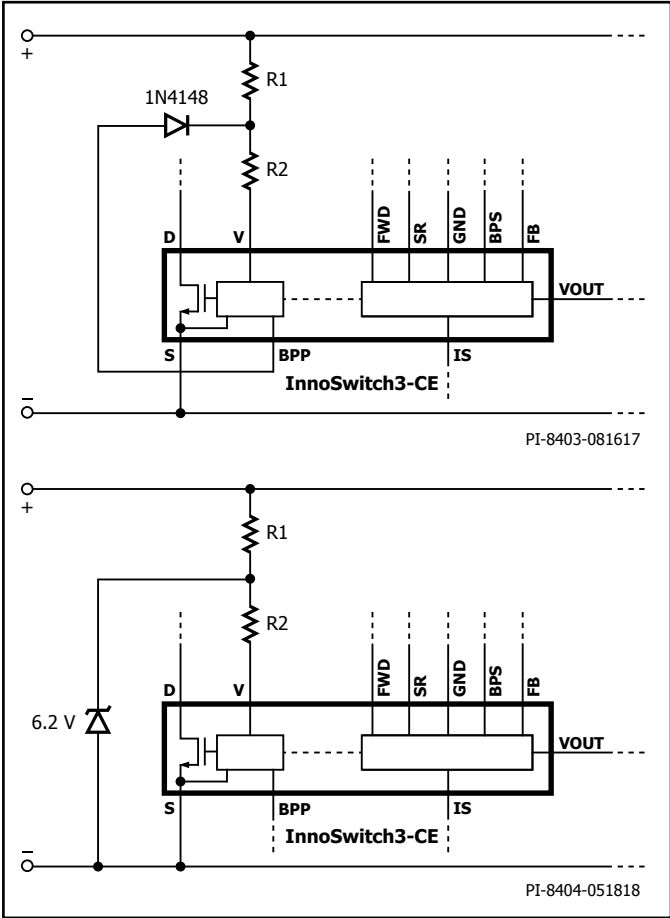 +
R1
1N4148
R2
FWD
SR
GND
BPS
FB
D
V
VOUT
S
BPP
IS
InnoSwitch3-CE
–
PI-8403-081617
+
R1
R2
FWD
SR
GND
BPS
FB
D
V
6.2 V
VOUT
S
BPP
IS
InnoSwitch3-CE
–
PI-8404-051818